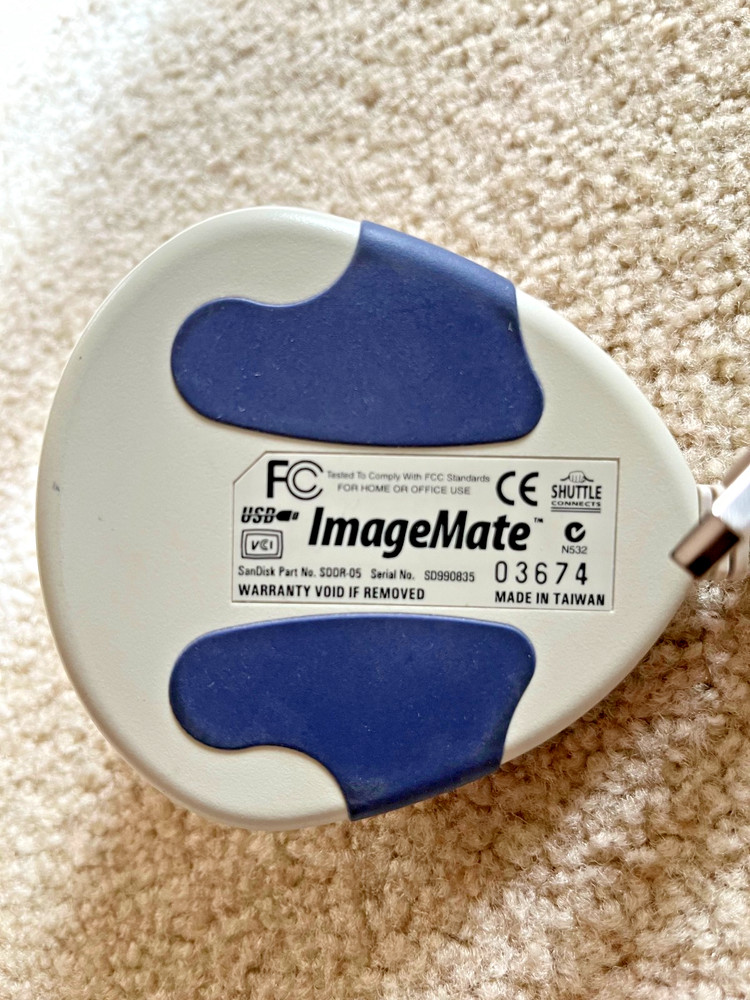 FC Tested To Comply With FCC Standards
FOR HOME OR OFFICE USE
CE
SHUTTLE
CONNECTS
USB
ImageMate™
VCI
N532
SanDisk Part No. SDDR-05 Serial No. SD990835 03674
WARRANTY VOID IF REMOVED MADE IN TAIWAN